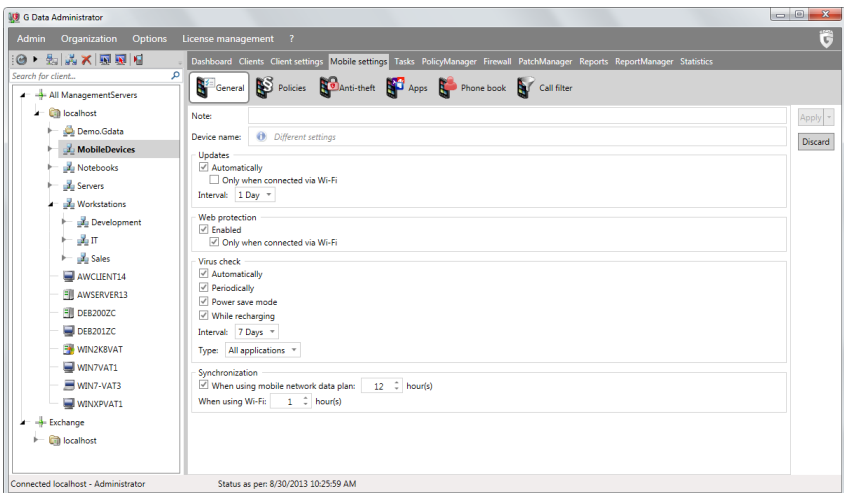 G Data Administrator
Admin Organization Options License management ?
Dashboard Clients Client settings Mobile settings Tasks PolicyManager Firewall PatchManager Reports ReportManager Statistics
Search for client...
General Policies Anti-theft Apps Phone book Call filter
All ManagementServers
localhost
Demo.Gdata
MobileDevices
Notebooks
Servers
Workstations
Development
IT
Sales
AWCLIENT14
AWSERVER13
DEB200ZC
DEB201ZC
WIN2K8VAT
WIN7VAT1
WIN7-VAT3
WINXPVAT1
Exchange
localhost
Note:
Device name: Different settings
Updates
Automatically
Only when connected via Wi-Fi
Interval: 1 Day
Web protection
Enabled
Only when connected via Wi-Fi
Virus check
Automatically
Periodically
Power save mode
While recharging
Interval: 7 Days
Type: All applications
Synchronization
When using mobile network data plan: 12 hour(s)
When using Wi-Fi: 1 hour(s)
Apply
Discard
Connected localhost - Administrator Status as per: 8/30/2013 10:25:59 AM